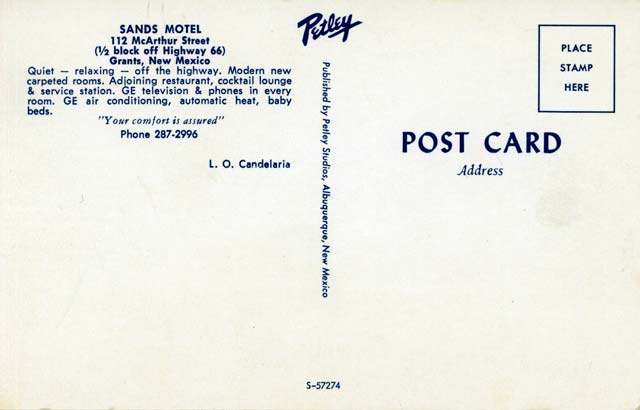 SANDS MOTEL
112 McArthur Street
(½ block off Highway 66)
Grants, New Mexico
Quiet — relaxing — off the highway. Modern new
carpeted rooms. Adjoining restaurant, cocktail lounge
& service station. GE television & phones in every
room. GE air conditioning, automatic heat, baby
beds.
"Your comfort is assured"
Phone 287-2996
L. O. Candelaria
Petley
Published by Petley Studios, Albuquerque, New Mexico
PLACE
STAMP
HERE
POST CARD
Address
S-57274